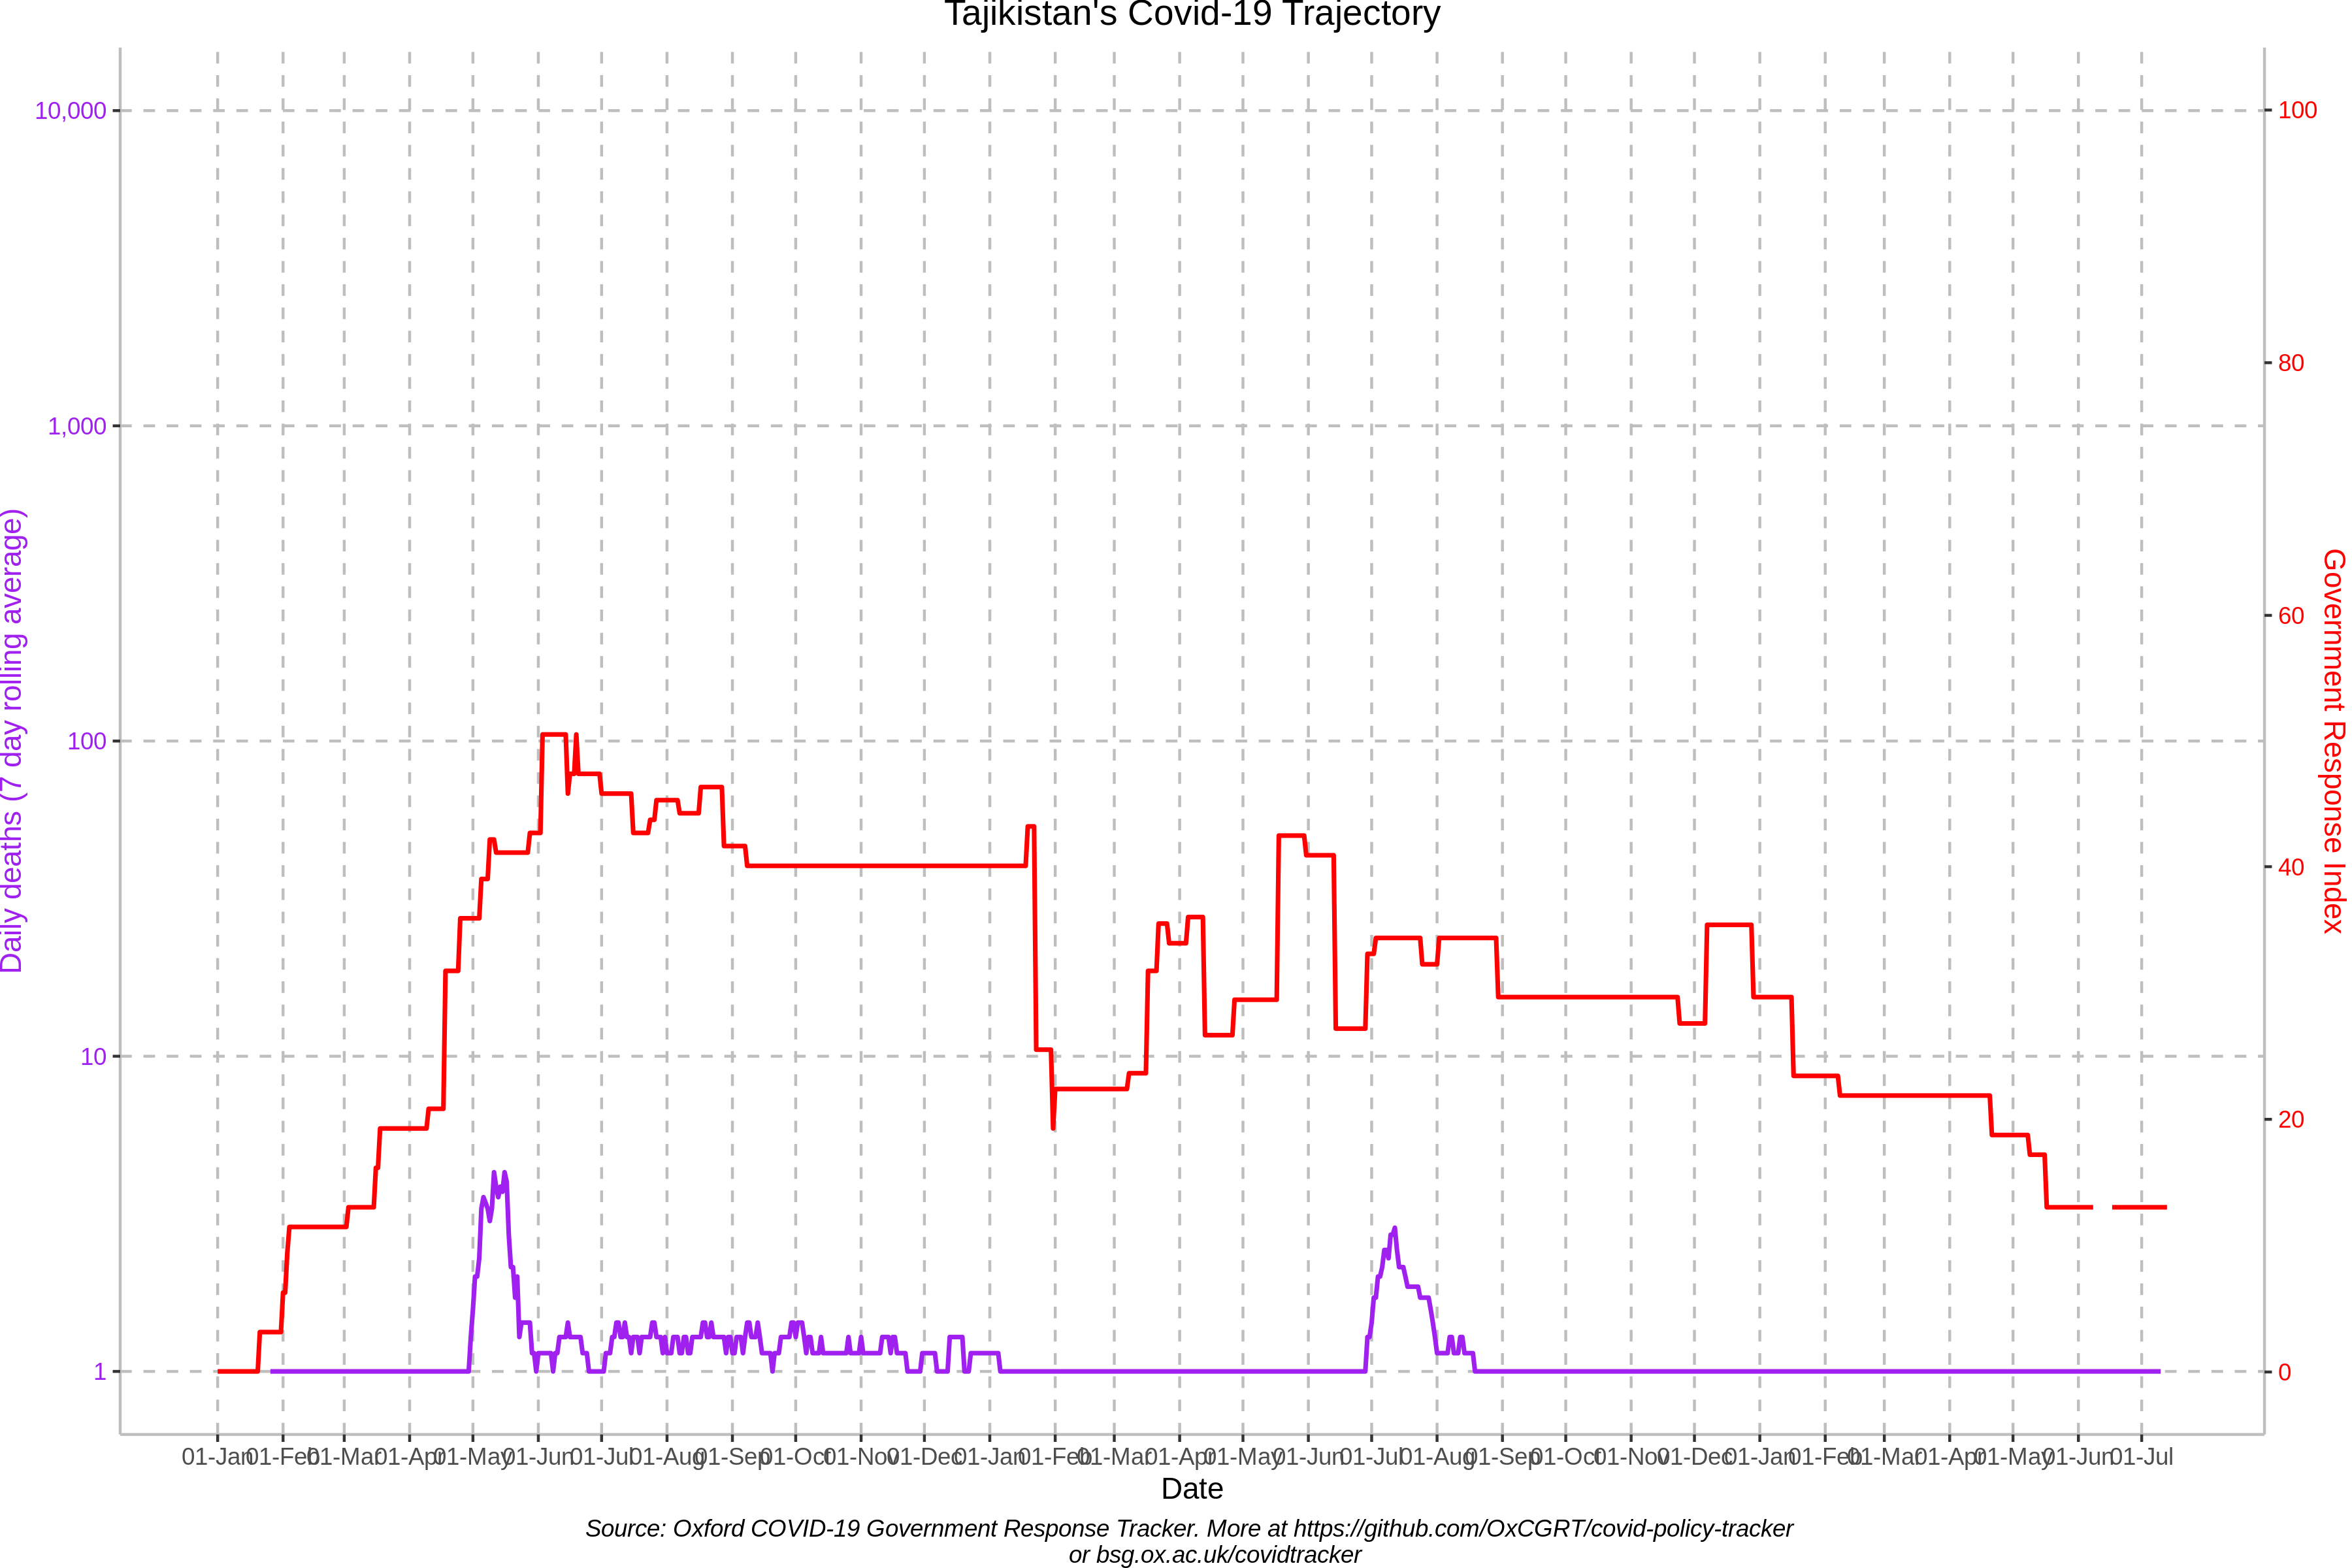 Tajikistan's Covid-19 Trajectory
10,000
1,000
100
10
1
Daily deaths (7 day rolling average)
100
80
60
40
20
0
Government Response Index
01-Jan 01-Feb 01-Mar 01-Apr 01-May 01-Jun 01-Jul 01-Aug 01-Sep 01-Oct 01-Nov 01-Dec 01-Jan 01-Feb 01-Mar 01-Apr 01-May 01-Jun 01-Jul 01-Aug 01-Sep 01-Oct 01-Nov 01-Dec 01-Jan 01-Feb 01-Mar 01-Apr 01-May 01-Jun 01-Jul
Date
Source: Oxford COVID-19 Government Response Tracker. More at https://github.com/OxCGRT/covid-policy-tracker
or bsg.ox.ac.uk/covidtracker